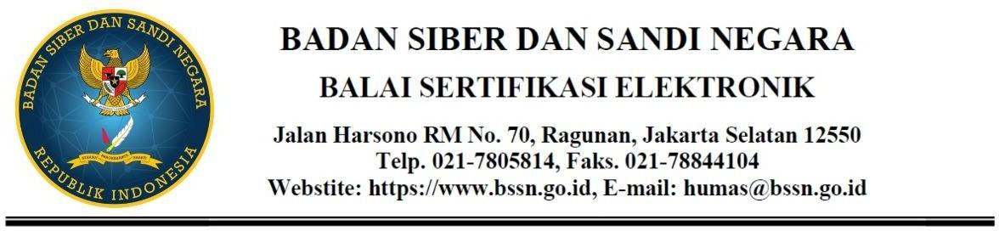 BADAN SIBER DAN SANDI NEGARA
REPUBLIK INDONESIA
BADAN SIBER DAN SANDI NEGARA
BALAI SERTIFIKASI ELEKTRONIK
Jalan Harsono RM No. 70, Ragunan, Jakarta Selatan 12550
Telp. 021-7805814, Faks. 021-78844104
Webstite: https://www.bssn.go.id, E-mail: humas@bssn.go.id